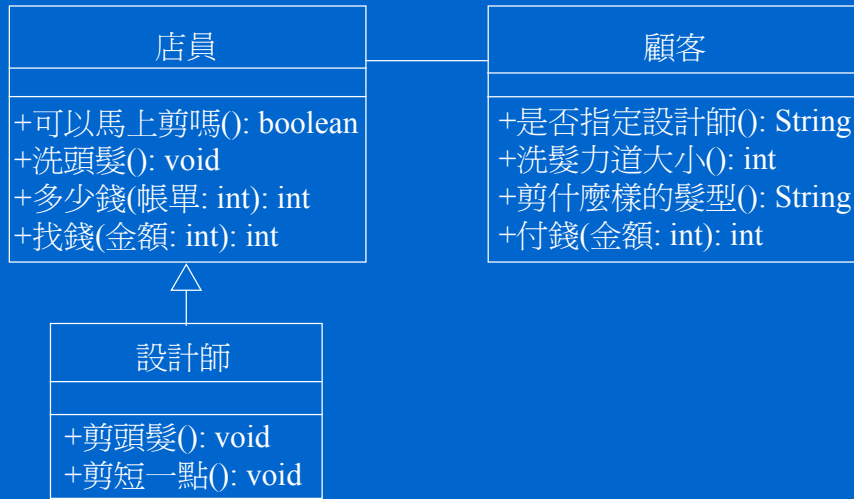 店員
+可以馬上剪嗎(): boolean
+洗頭髮(): void
+多少錢(帳單: int): int
+找錢(金額: int): int
顧客
+是否指定設計師(): String
+洗髮力道大小(): int
+剪什麼樣的髮型(): String
+付錢(金額: int): int
設計師
+剪頭髮(): void
+剪短一點(): void